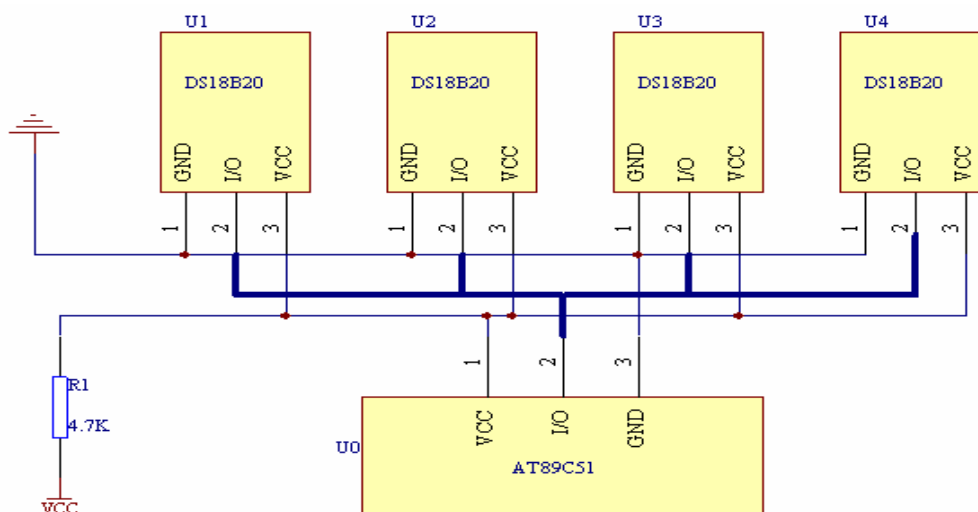 U1
U2
U3
U4
DS18B20
DS18B20
DS18B20
DS18B20
GND I/O VCC
GND I/O VCC
GND I/O VCC
GND I/O VCC
1 2 3
1 2 3
1 2 3
1 2 3
1 2 3
R1
4.7K
VCC I/O GND
U0
AT89C51
VCC